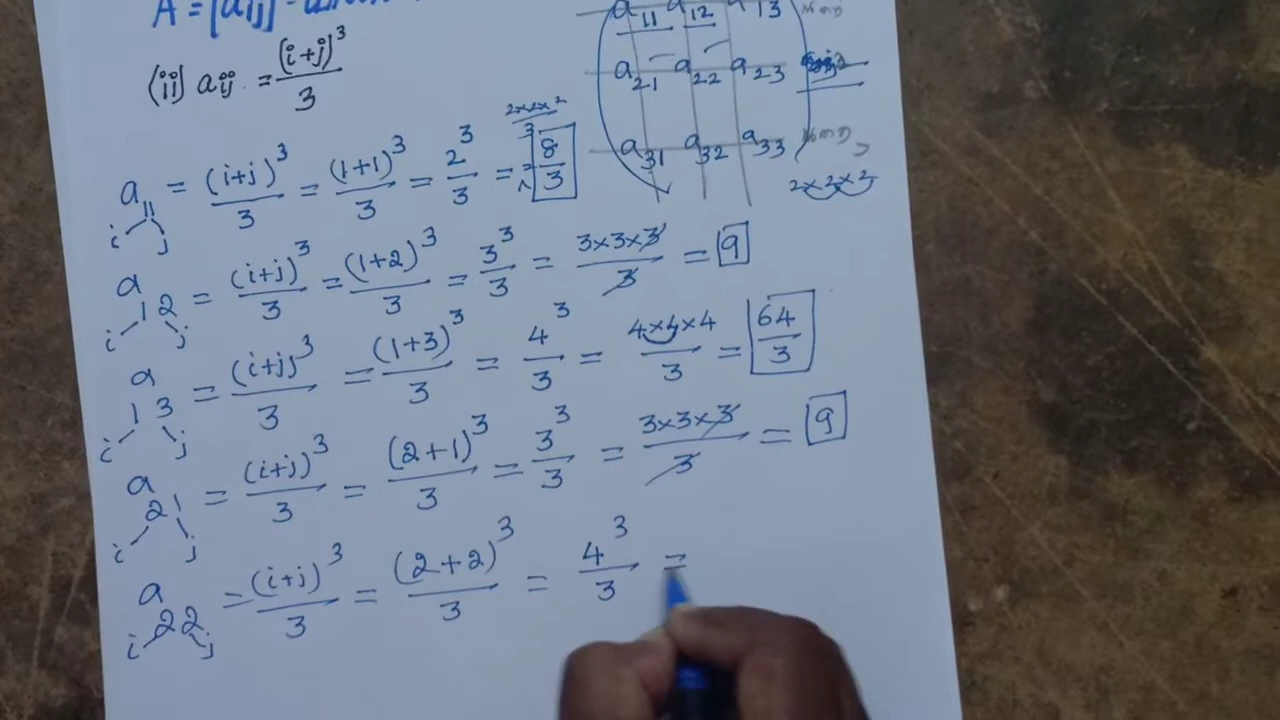 A = [aij]
(ii) aij = (i+j)³/3
a11 a12 a13
a21 a22 a23
a31 a32 a33
2×2×2
a11 = (i+j)³/3 = (1+1)³/3 = 2³/3 = 2×2×2/3 = 8/3
i j
a12 = (i+j)³/3 = (1+2)³/3 = 3³/3 = 3×3×3/3 = 9
i j
a13 = (i+j)³/3 = (1+3)³/3 = 4³/3 = 4×4×4/3 = 64/3
i j
a21 = (i+j)³/3 = (2+1)³/3 = 3³/3 = 3×3×3/3 = 9
i j
a22 = (i+j)³/3 = (2+2)³/3 = 4³/3 =
i j